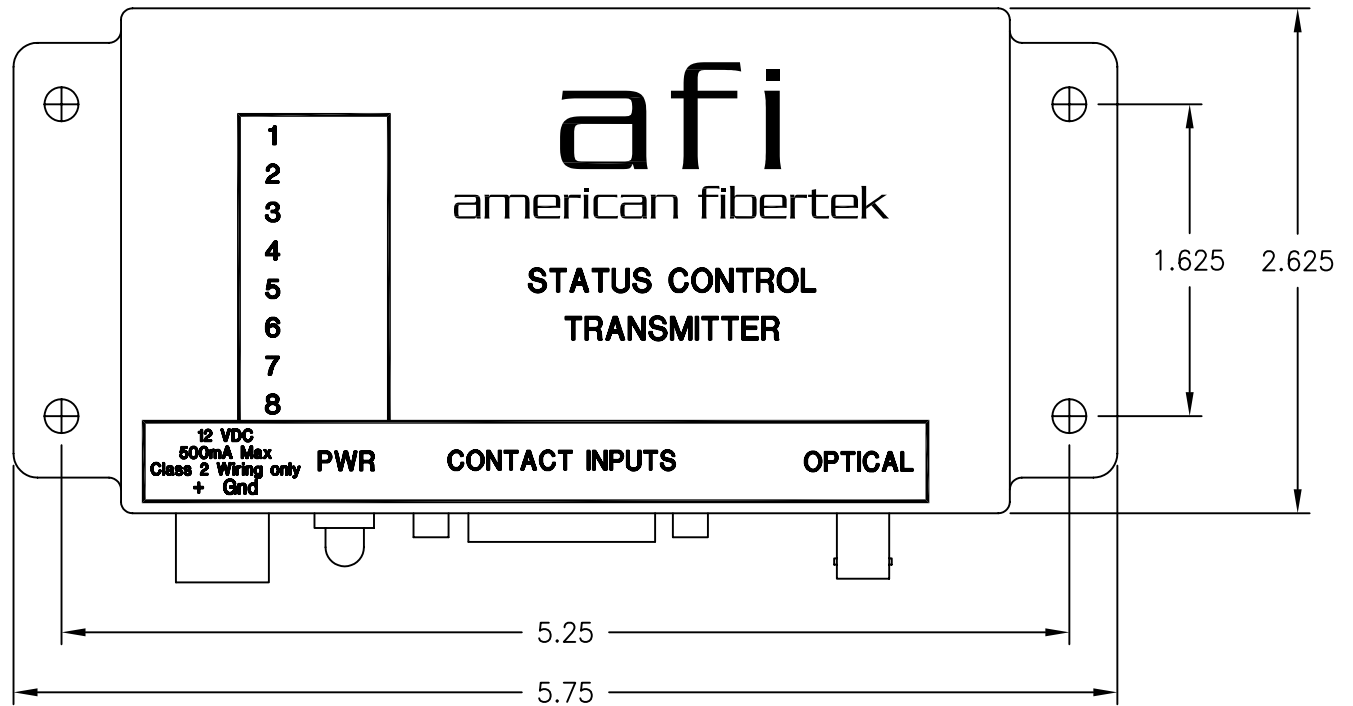 afi
american fibertek
STATUS CONTROL
TRANSMITTER
1
2
3
4
5
6
7
8
12 VDC
500mA Max
Class 2 Wiring only
+ Gnd
PWR
CONTACT INPUTS
OPTICAL
1.625
2.625
5.25
5.75